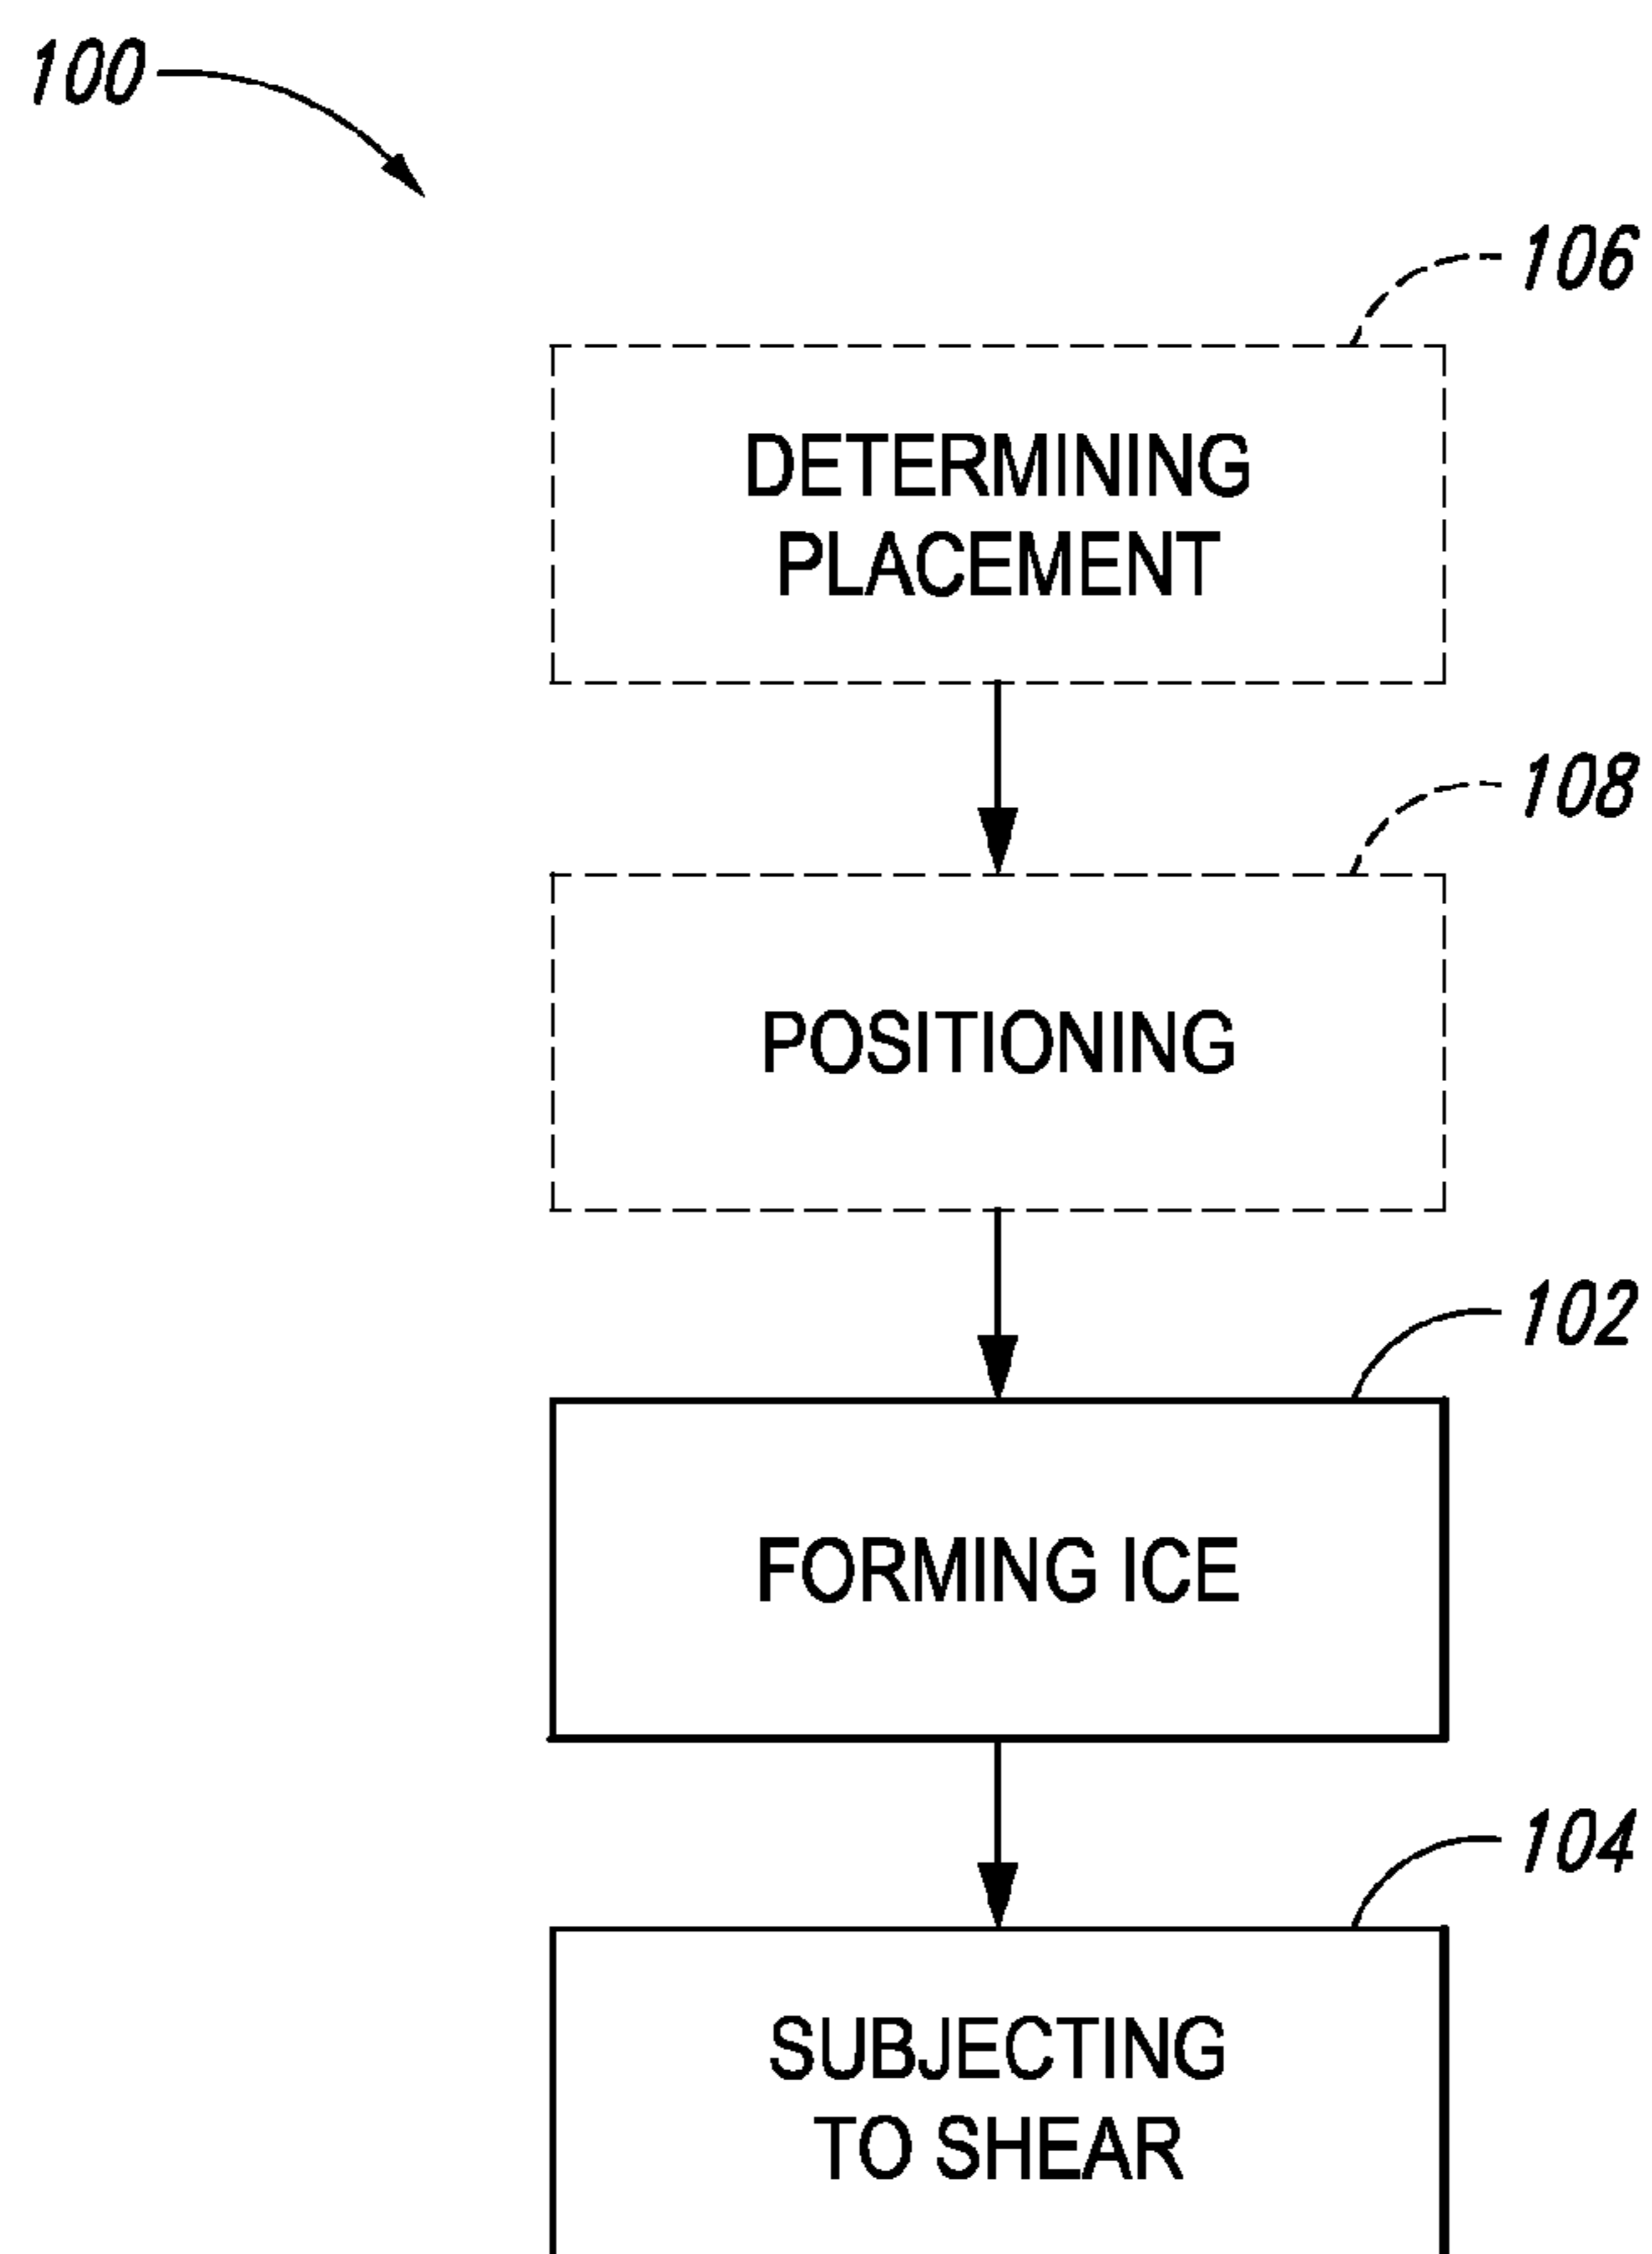 100
106
DETERMINING
PLACEMENT
108
POSITIONING
102
FORMING ICE
104
SUBJECTING
TO SHEAR